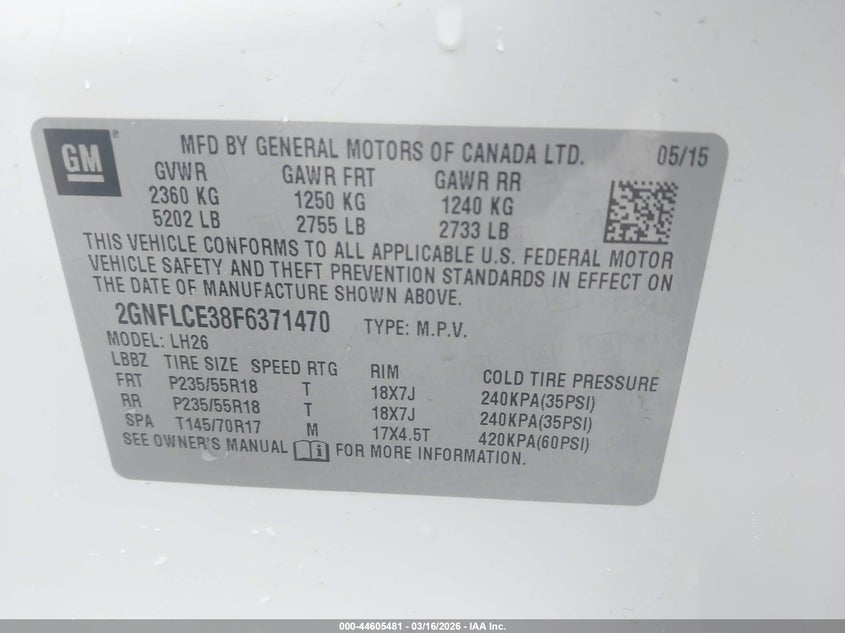 GM ®
MFD BY GENERAL MOTORS OF CANADA LTD. 05/15
GVWR GAWR FRT GAWR RR
2360 KG 1250 KG 1240 KG
5202 LB 2755 LB 2733 LB
THIS VEHICLE CONFORMS TO ALL APPLICABLE U.S. FEDERAL MOTOR
VEHICLE SAFETY AND THEFT PREVENTION STANDARDS IN EFFECT ON
THE DATE OF MANUFACTURE SHOWN ABOVE.
2GNFLCE38F6371470 TYPE: M.P.V.
MODEL: LH26
LBBZ TIRE SIZE SPEED RTG RIM COLD TIRE PRESSURE
FRT P235/55R18 T 18X7J 240KPA(35PSI)
RR P235/55R18 T 18X7J 240KPA(35PSI)
SPA T145/70R17 M 17X4.5T 420KPA(60PSI)
SEE OWNER'S MANUAL FOR MORE INFORMATION.
000-44605481 - 03/16/2026 - IAA Inc.